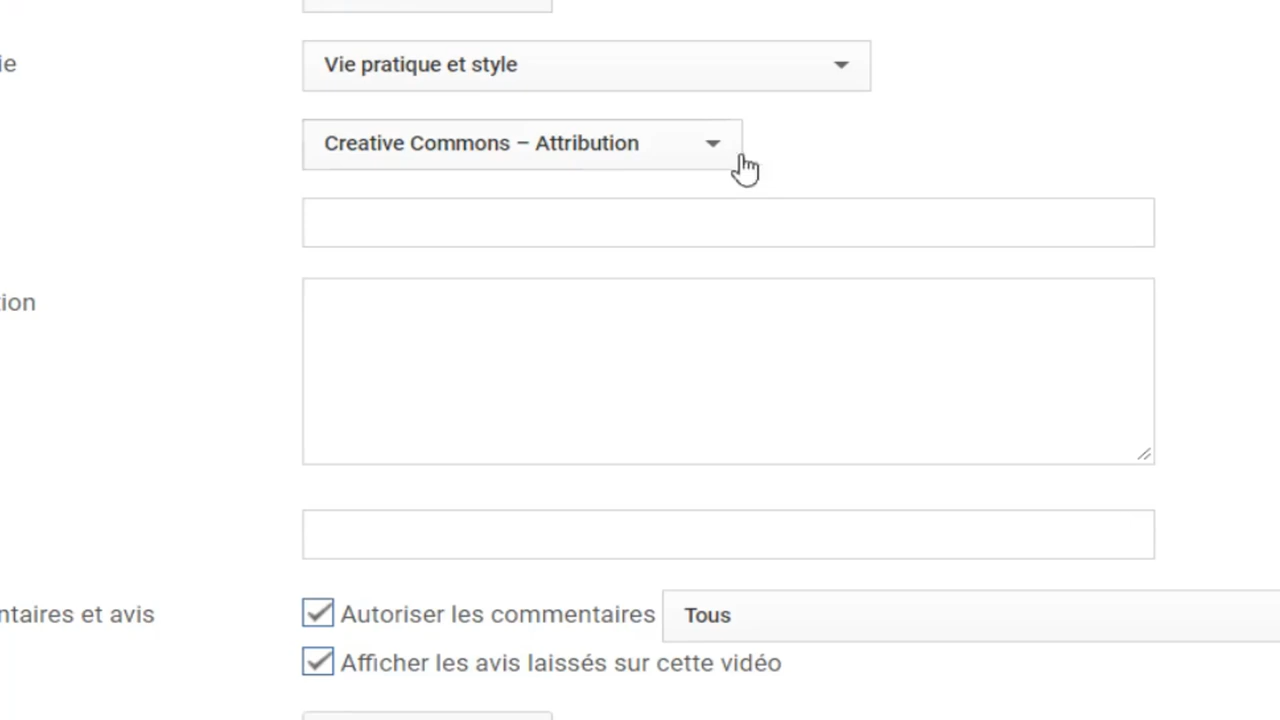 ie
Vie pratique et style
Creative Commons – Attribution
tion
ntaires et avis
Autoriser les commentaires
Tous
Afficher les avis laissés sur cette vidéo